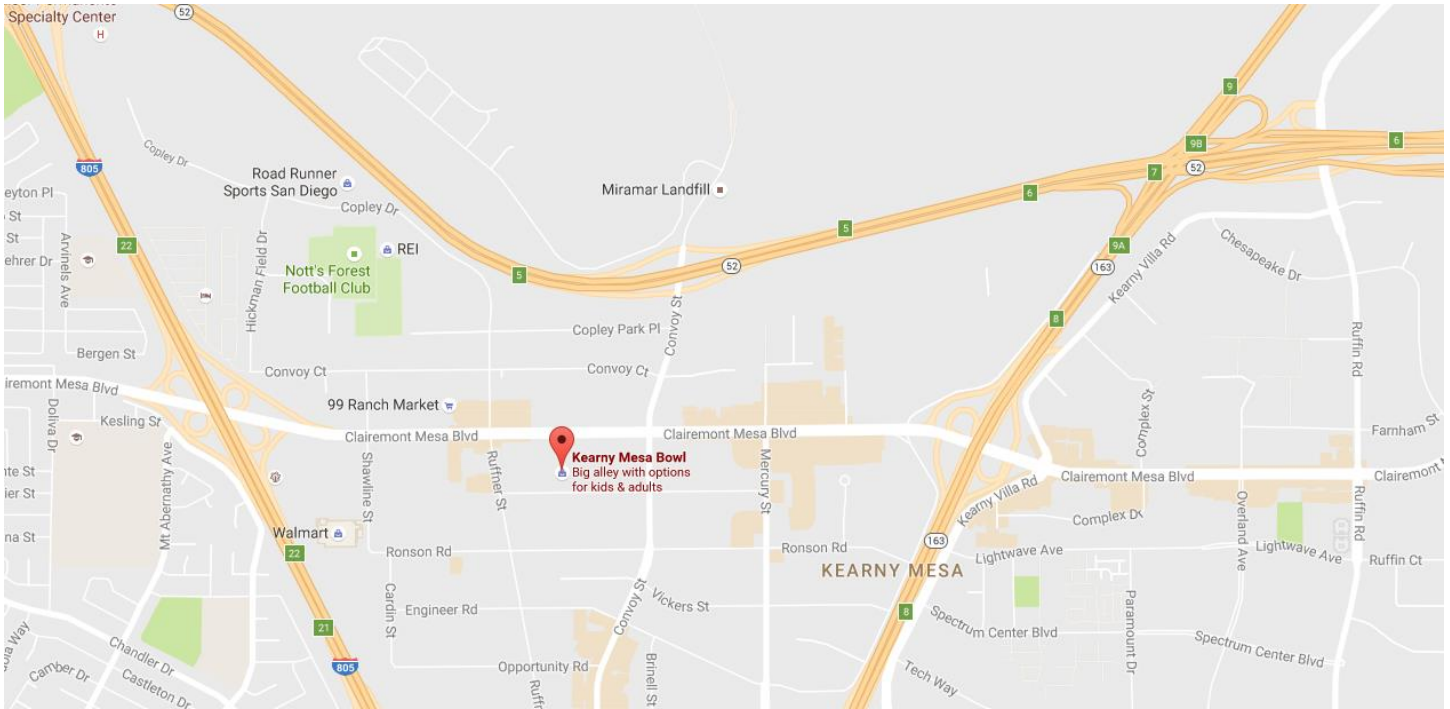 Specialty Center
H
52
9
9B
6
52
7
805
Copley Dr
Road Runner
Sports San Diego
Miramar Landfill
6
eyton Pl
St
St
ehrer Dr
Arvinels Ave
22
Copley Dr
REI
Nott's Forest
Football Club
Hickman Field Dr
5
5
52
9A
163
Kearny Villa Rd
Chesapeake Dr
8
Copley Park Pl
Convoy St
Ruffin Rd
Bergen St
Convoy Ct
Convoy Ct
iremont Mesa Blvd
Kesling St
Doliva Dr
99 Ranch Market
Clairemont Mesa Blvd
Clairemont Mesa Blvd
Complex St
Farnham St
Kearny Mesa Bowl
Big alley with options
for kids & adults
Clairemont Mesa Blvd
Clairemont M
nte St
ier St
na St
Mt Abernathy Ave
Shawline St
Ruffner St
Mercury St
Kearny Villa Rd
Complex Dr
Overland Ave
Ruffin Rd
Walmart
22
Ronson Rd
Ronson Rd
163
Lightwave Ave
Lightwave Ave
Ruffin Ct
KEARNY MESA
Cardin St
Engineer Rd
Convoy St
Vickers St
8
Spectrum Center Blvd
Paramount Dr
Spectrum Center Blvd
21
805
Chandler Dr
Camber Dr
Castleton Dr
ola Way
Opportunity Rd
Ruffn
Brinell St
Tech Way